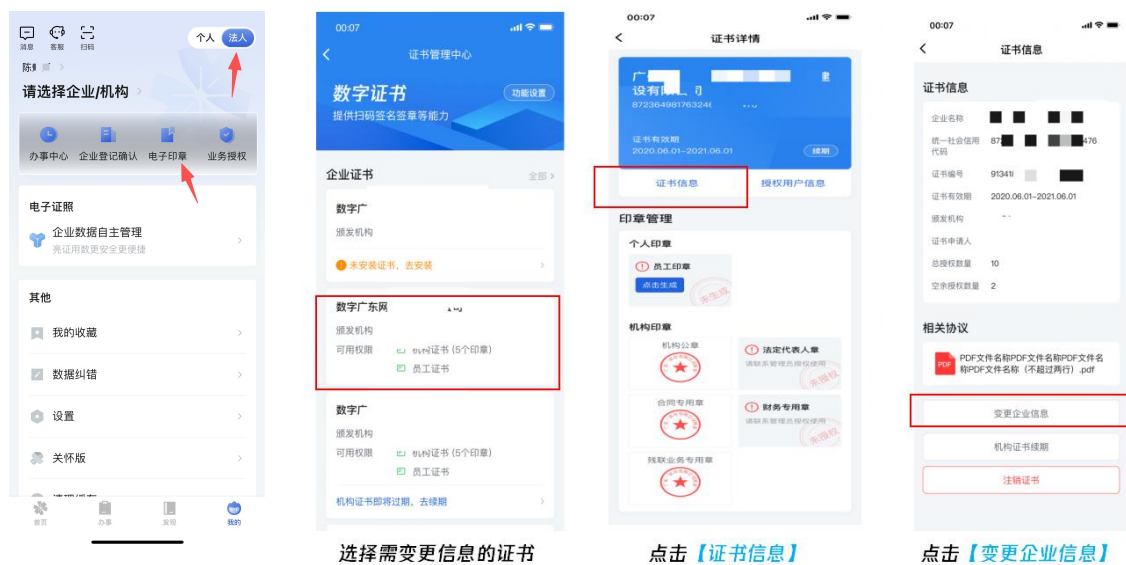 消息 客服 扫码
个人 法人
请选择企业/机构
办事中心 企业登记确认 电子印章 业务授权
电子证照
企业数据自主管理
亮证用数更安全更便捷
其他
我的收藏
数据纠错
设置
关怀版
首页 办事 发现 我的
00:07
证书管理中心
数字证书
功能设置
提供扫码签名签章等能力
企业证书
全部
数字广
颁发机构
未安装证书，去安装
数字广东网
颁发机构
可用权限 机构证书 (5个印章)
员工证书
数字广
颁发机构
可用权限 机构证书 (5个印章)
员工证书
机构证书即将过期，去续期
选择需变更信息的证书
00:07
证书详情
设有
证书有效期
2020.06.01-2021.06.01
续期
证书信息 授权用户信息
印章管理
个人印章
员工印章
点击生成
未生成
机构印章
机构公章
法定代表人章
请联系管理员授权使用
未授权
合同专用章
财务专用章
请联系管理员授权使用
未授权
残联业务专用章
点击【证书信息】
00:07
证书信息
证书信息
企业名称
统一社会信用
代码
87 476
证书编号 91341
证书有效期 2020.06.01-2021.06.01
颁发机构
证书申请人
总授权数量 10
空余授权数量 2
相关协议
PDF
PDF文件名称PDF文件名称PDF文件名
称PDF文件名称（不超过两行）.pdf
变更企业信息
机构证书续期
注销证书
点击【变更企业信息】